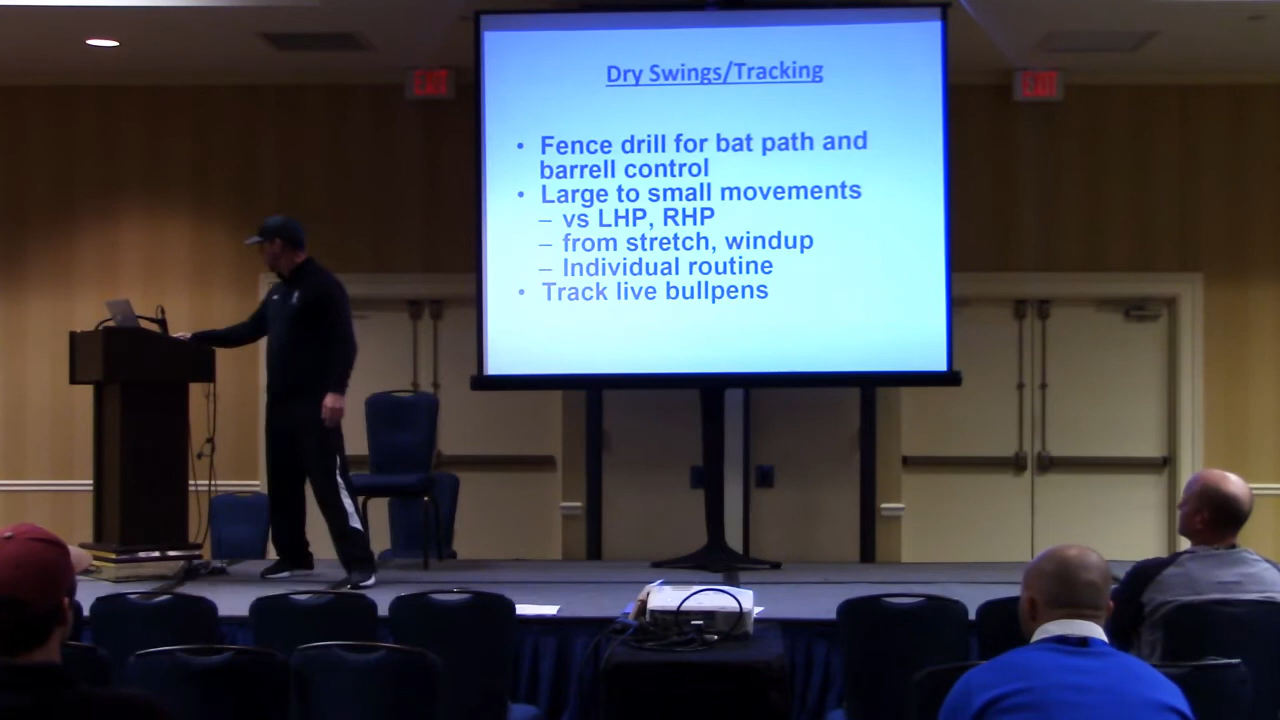 EXIT
EXIT
Dry Swings/Tracking
• Fence drill for bat path and
barrell control
• Large to small movements
– vs LHP, RHP
– from stretch, windup
– Individual routine
• Track live bullpens